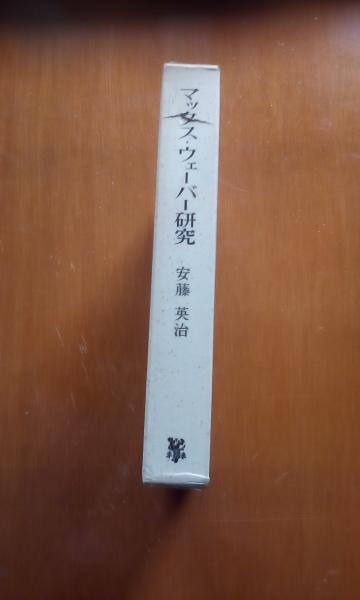 マックス・ウェーバー研究
安藤 英治